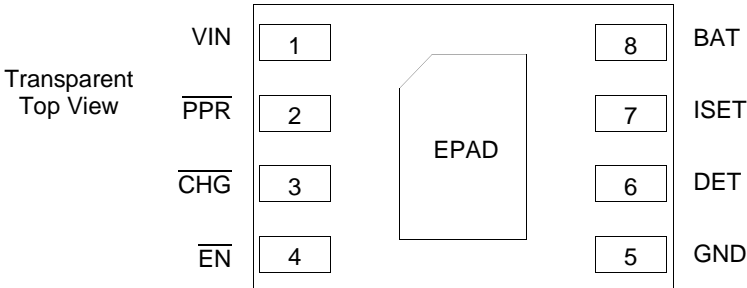 VIN 1 8 BAT
Transparent
Top View
PPR 2 7 ISET
EPAD
CHG 3 6 DET
EN 4 5 GND